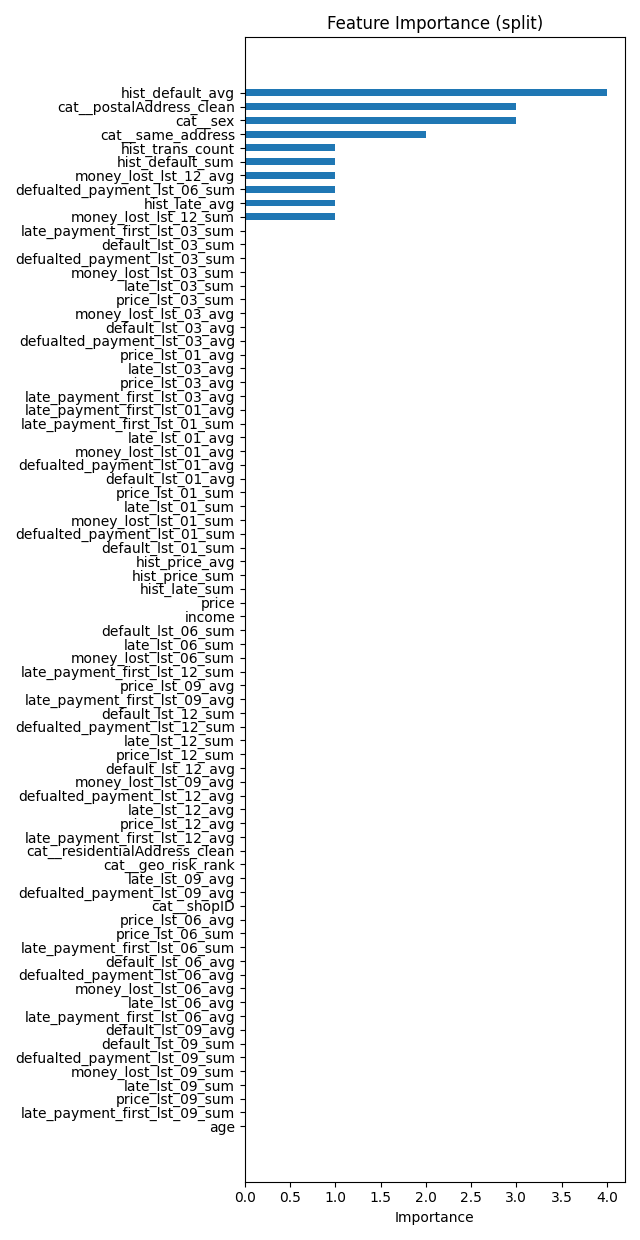 Feature Importance (split)
hist_default_avg
cat__postalAddress_clean
cat__sex
cat__same_address
hist_trans_count
hist_default_sum
money_lost_lst_12_avg
defualted_payment_lst_06_sum
hist_late_avg
money_lost_lst_12_sum
late_payment_first_lst_03_sum
default_lst_03_sum
defualted_payment_lst_03_sum
money_lost_lst_03_sum
late_lst_03_sum
price_lst_03_sum
money_lost_lst_03_avg
default_lst_03_avg
defualted_payment_lst_03_avg
price_lst_01_avg
late_lst_03_avg
price_lst_03_avg
late_payment_first_lst_03_avg
late_payment_first_lst_01_avg
late_payment_first_lst_01_sum
late_lst_01_avg
money_lost_lst_01_avg
defualted_payment_lst_01_avg
default_lst_01_avg
price_lst_01_sum
late_lst_01_sum
money_lost_lst_01_sum
defualted_payment_lst_01_sum
default_lst_01_sum
hist_price_avg
hist_price_sum
hist_late_sum
price
income
default_lst_06_sum
late_lst_06_sum
money_lost_lst_06_sum
late_payment_first_lst_12_sum
price_lst_09_avg
late_payment_first_lst_09_avg
default_lst_12_sum
defualted_payment_lst_12_sum
late_lst_12_sum
price_lst_12_sum
default_lst_12_avg
money_lost_lst_09_avg
defualted_payment_lst_12_avg
late_lst_12_avg
price_lst_12_avg
late_payment_first_lst_12_avg
cat__residentialAddress_clean
cat__geo_risk_rank
late_lst_09_avg
defualted_payment_lst_09_avg
cat__shopID
price_lst_06_avg
price_lst_06_sum
late_payment_first_lst_06_sum
default_lst_06_avg
defualted_payment_lst_06_avg
money_lost_lst_06_avg
late_lst_06_avg
late_payment_first_lst_06_avg
default_lst_09_avg
default_lst_09_sum
defualted_payment_lst_09_sum
money_lost_lst_09_sum
late_lst_09_sum
price_lst_09_sum
late_payment_first_lst_09_sum
age
0.0 0.5 1.0 1.5 2.0 2.5 3.0 3.5 4.0
Importance